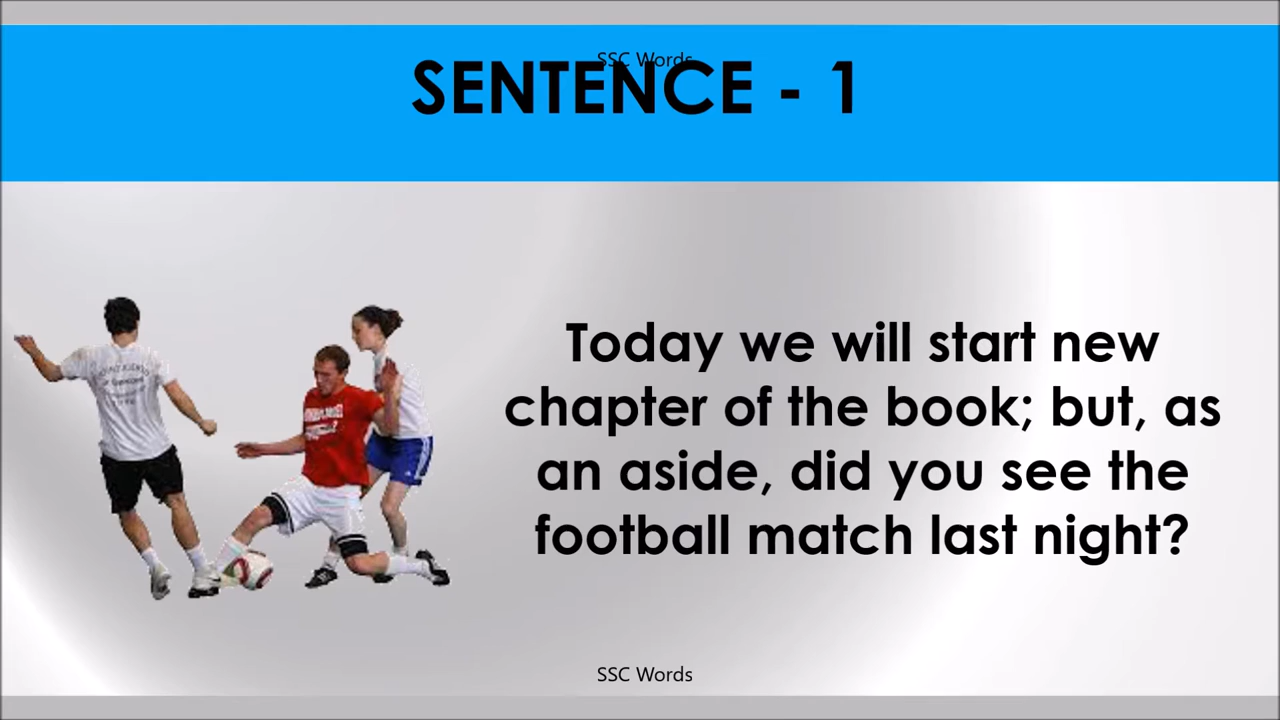 SSC Words
SENTENCE - 1
Today we will start new
chapter of the book; but, as
an aside, did you see the
football match last night?
SSC Words